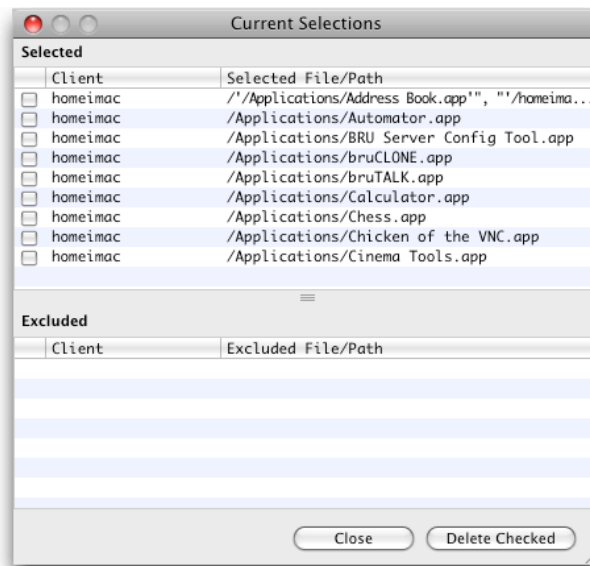 Current Selections
Selected
Client Selected File/Path
homeimac /'/Applications/Address Book.app'", "'/homeima...
homeimac /Applications/Automator.app
homeimac /Applications/BRU Server Config Tool.app
homeimac /Applications/bruCLONE.app
homeimac /Applications/bruTALK.app
homeimac /Applications/Calculator.app
homeimac /Applications/Chess.app
homeimac /Applications/Chicken of the VNC.app
homeimac /Applications/Cinema Tools.app
Excluded
Client Excluded File/Path
Close Delete Checked